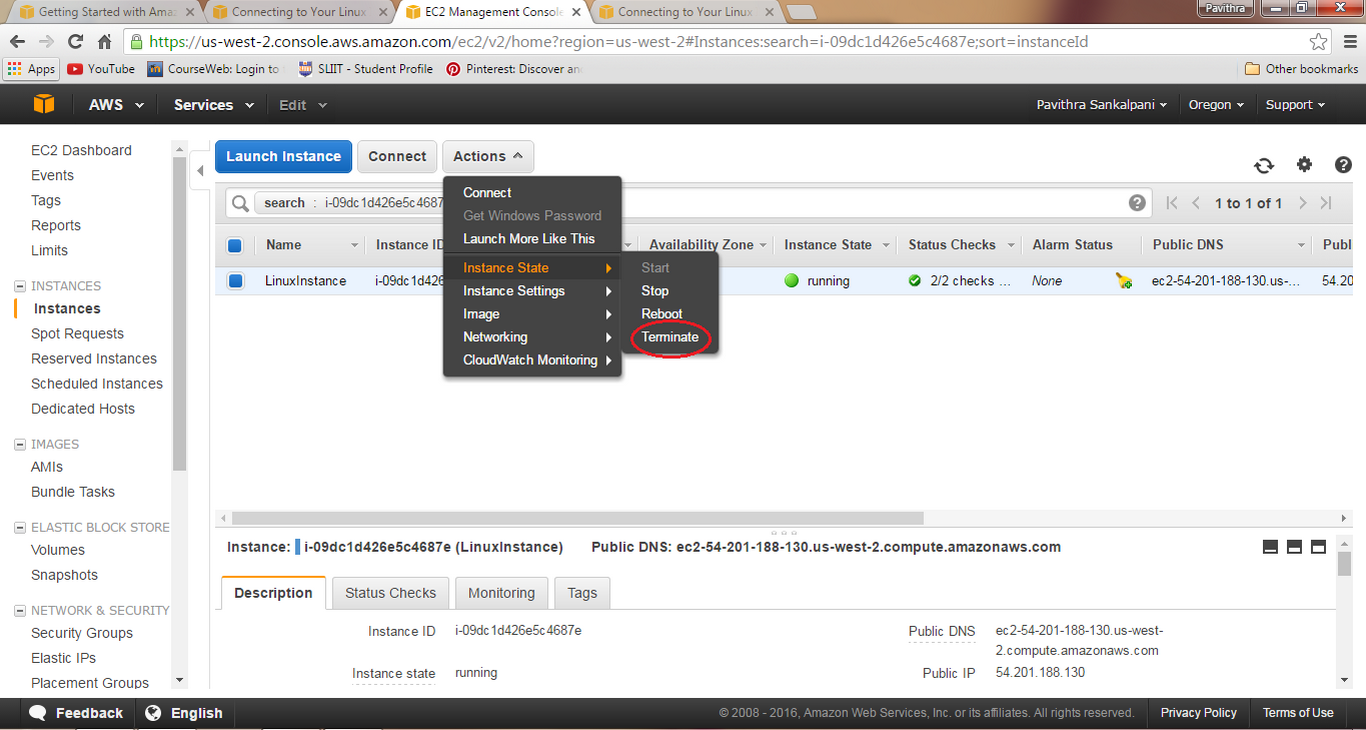 Getting Started with Ama
Connecting to Your Linux
EC2 Management Console
Connecting to Your Linux
Pavithra
https://us-west-2.console.aws.amazon.com/ec2/v2/home?region=us-west-2#Instances:search=i-09dc1d426e5c4687e;sort=instanceId
Apps YouTube CourseWeb: Login to SLIIT - Student Profile Pinterest: Discover an Other bookmarks
AWS Services Edit Pavithra Sankalpani Oregon Support
EC2 Dashboard
Events
Tags
Reports
Limits
INSTANCES
Instances
Spot Requests
Reserved Instances
Scheduled Instances
Dedicated Hosts
IMAGES
AMIs
Bundle Tasks
ELASTIC BLOCK STORE
Volumes
Snapshots
NETWORK & SECURITY
Security Groups
Elastic IPs
Placement Groups
Launch Instance Connect Actions
search : i-09dc1d426e5c4687 1 to 1 of 1
Connect
Get Windows Password
Launch More Like This
Instance State
Instance Settings
Image
Networking
CloudWatch Monitoring
Start
Stop
Reboot
Terminate
Name Instance ID Availability Zone Instance State Status Checks Alarm Status Public DNS Publ
LinuxInstance i-09dc1d426 running 2/2 checks ... None ec2-54-201-188-130.us-... 54.20
Instance: i-09dc1d426e5c4687e (LinuxInstance) Public DNS: ec2-54-201-188-130.us-west-2.compute.amazonaws.com
Description Status Checks Monitoring Tags
Instance ID i-09dc1d426e5c4687e
Public DNS ec2-54-201-188-130.us-west-
2.compute.amazonaws.com
Instance state running
Public IP 54.201.188.130
Feedback English © 2008 - 2016, Amazon Web Services, Inc. or its affiliates. All rights reserved. Privacy Policy Terms of Use